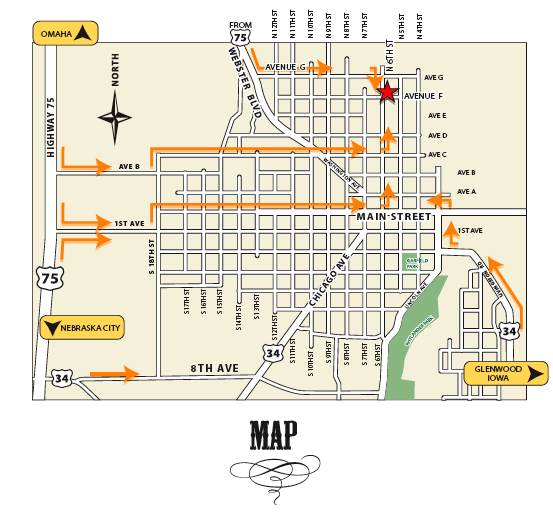 OMAHA
FROM
75
N 12TH ST
N 11TH ST
N 10TH ST
N 9TH ST
N 8TH ST
N 7TH ST
N 6TH ST
N 5TH ST
N 4TH ST
NORTH
HIGHWAY 75
WEBSTER BLVD
AVENUE G
AVE G
AVENUE F
AVE E
AVE D
AVE C
AVE B
AVE B
AVE A
WASHINGTON AVE
MAIN STREET
1ST AVE
1ST AVE
S 18TH ST
CHICAGO AVE
GARFIELD
PARK
LINCOLN AVE
75
S 17TH ST
S 16TH ST
S 15TH ST
S 14TH ST
S 13TH ST
S 12TH ST
S 11TH ST
S 10TH ST
S 9TH ST
S 8TH ST
S 7TH ST
S 6TH ST
NEBRASKA CITY
34
34
34
8TH AVE
GLENWOOD
IOWA
MAP